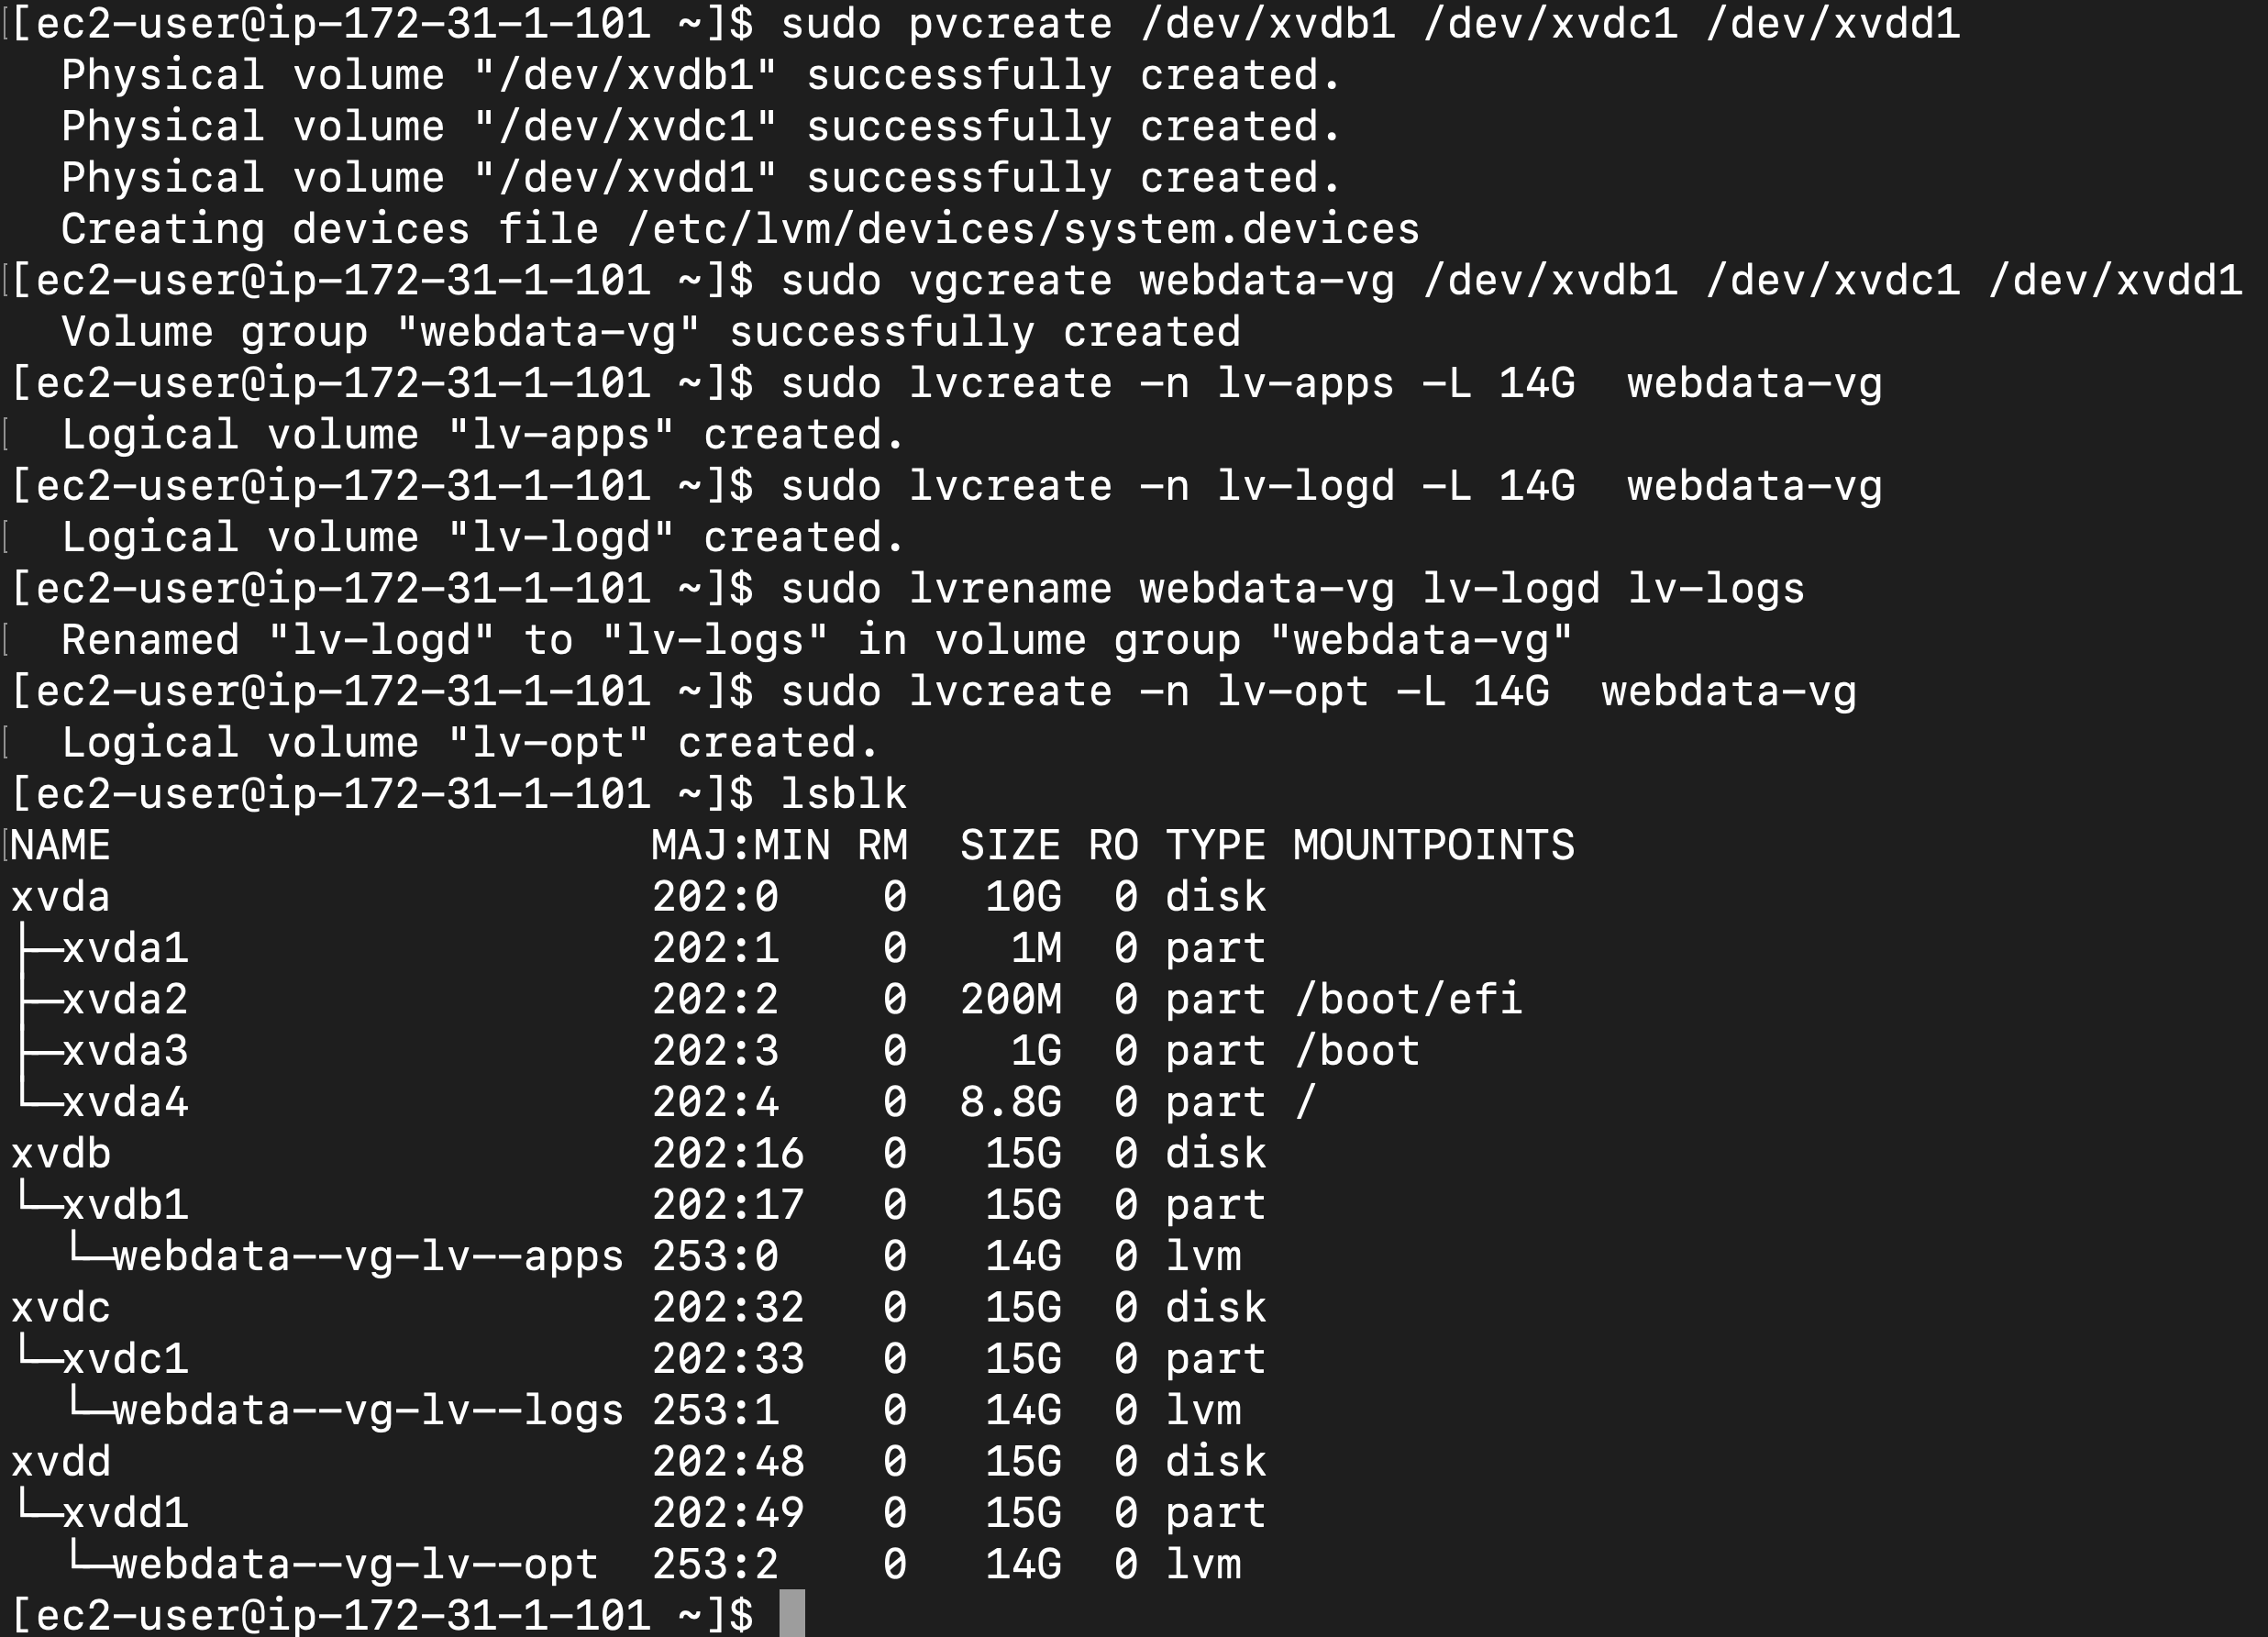 [ec2-user@ip-172-31-1-101 ~]$ sudo pvcreate /dev/xvdb1 /dev/xvdc1 /dev/xvdd1
  Physical volume "/dev/xvdb1" successfully created.
  Physical volume "/dev/xvdc1" successfully created.
  Physical volume "/dev/xvdd1" successfully created.
  Creating devices file /etc/lvm/devices/system.devices
[ec2-user@ip-172-31-1-101 ~]$ sudo vgcreate webdata-vg /dev/xvdb1 /dev/xvdc1 /dev/xvdd1
  Volume group "webdata-vg" successfully created
[ec2-user@ip-172-31-1-101 ~]$ sudo lvcreate -n lv-apps -L 14G  webdata-vg
  Logical volume "lv-apps" created.
[ec2-user@ip-172-31-1-101 ~]$ sudo lvcreate -n lv-logd -L 14G  webdata-vg
  Logical volume "lv-logd" created.
[ec2-user@ip-172-31-1-101 ~]$ sudo lvrename webdata-vg lv-logd lv-logs
  Renamed "lv-logd" to "lv-logs" in volume group "webdata-vg"
[ec2-user@ip-172-31-1-101 ~]$ sudo lvcreate -n lv-opt -L 14G  webdata-vg
  Logical volume "lv-opt" created.
[ec2-user@ip-172-31-1-101 ~]$ lsblk
NAME                     MAJ:MIN RM  SIZE RO TYPE MOUNTPOINTS
xvda                     202:0    0   10G  0 disk
├─xvda1                  202:1    0    1M  0 part
├─xvda2                  202:2    0  200M  0 part /boot/efi
├─xvda3                  202:3    0    1G  0 part /boot
└─xvda4                  202:4    0  8.8G  0 part /
xvdb                     202:16   0   15G  0 disk
└─xvdb1                  202:17   0   15G  0 part
  └─webdata--vg-lv--apps 253:0    0   14G  0 lvm
xvdc                     202:32   0   15G  0 disk
└─xvdc1                  202:33   0   15G  0 part
  └─webdata--vg-lv--logs 253:1    0   14G  0 lvm
xvdd                     202:48   0   15G  0 disk
└─xvdd1                  202:49   0   15G  0 part
  └─webdata--vg-lv--opt  253:2    0   14G  0 lvm
[ec2-user@ip-172-31-1-101 ~]$